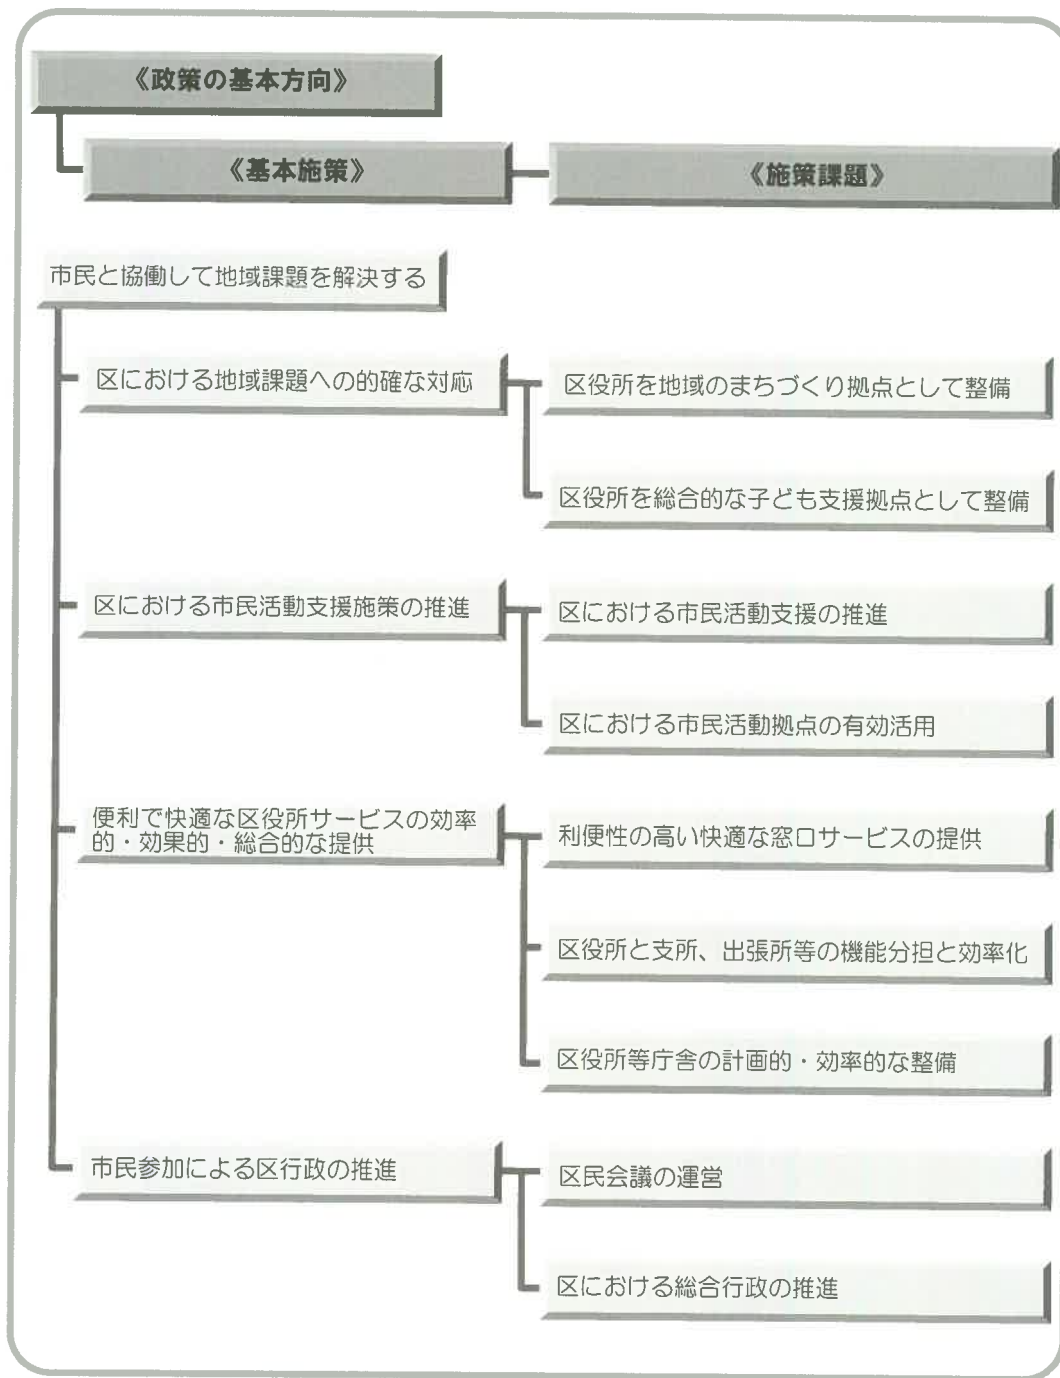 《政策の基本方向》
《基本施策》
《施策課題》
市民と協働して地域課題を解決する
区における地域課題への的確な対応
区役所を地域のまちづくり拠点として整備
区役所を総合的な子ども支援拠点として整備
区における市民活動支援施策の推進
区における市民活動支援の推進
区における市民活動拠点の有効活用
便利で快適な区役所サービスの効率
的・効果的・総合的な提供
利便性の高い快適な窓口サービスの提供
区役所と支所、出張所等の機能分担と効率化
区役所等庁舎の計画的・効率的な整備
市民参加による区行政の推進
区民会議の運営
区における総合行政の推進